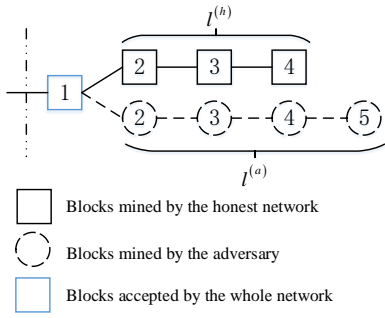 l^(h)
1 2 3 4
2 3 4 5
l^(a)
Blocks mined by the honest network
Blocks mined by the adversary
Blocks accepted by the whole network